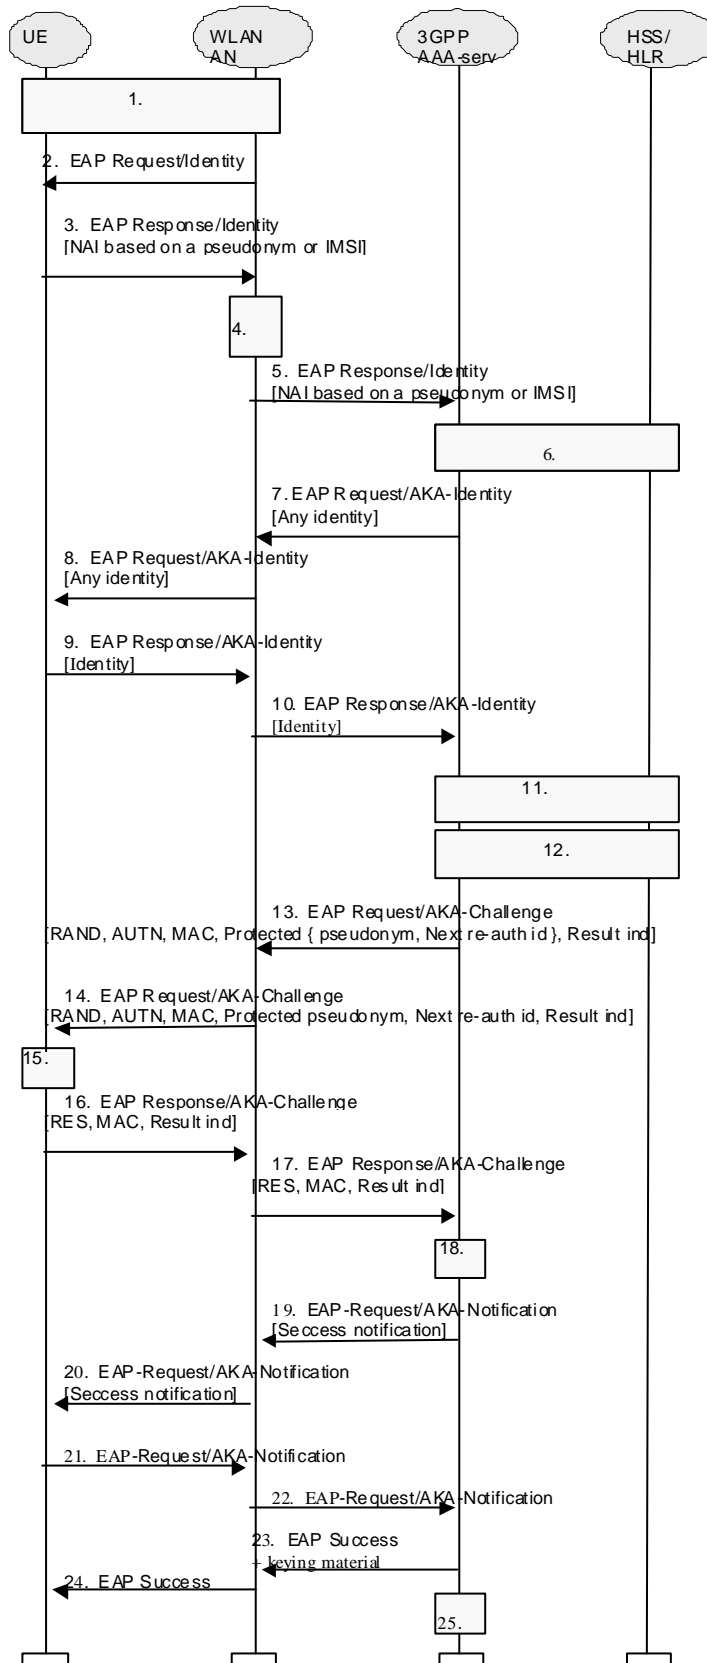 UE
WLAN
AN
3GPP
AAA-serv
HSS/
HLR
1.
2. EAP Request/Identity
3. EAP Response/Identity
[NAI based on a pseudonym or IMSI]
4.
5. EAP Response/Identity
[NAI based on a pseudonym or IMSI]
6.
7. EAP Request/AKA-Identity
[Any identity]
8. EAP Request/AKA-Identity
[Any identity]
9. EAP Response/AKA-Identity
[Identity]
10. EAP Response/AKA-Identity
[Identity]
11.
12.
13. EAP Request/AKA-Challenge
[RAND, AUTN, MAC, Protected { pseudonym, Next re-auth id }, Result ind]
14. EAP Request/AKA-Challenge
[RAND, AUTN, MAC, Protected pseudonym, Next re-auth id, Result ind]
15.
16. EAP Response/AKA-Challenge
[RES, MAC, Result ind]
17. EAP Response/AKA-Challenge
[RES, MAC, Result ind]
18.
19. EAP-Request/AKA-Notification
[Seccess notification]
20. EAP-Request/AKA-Notification
[Seccess notification]
21. EAP-Request/AKA-Notification
22. EAP-Request/AKA-Notification
23. EAP Success
+ keying material
24. EAP Success
25.